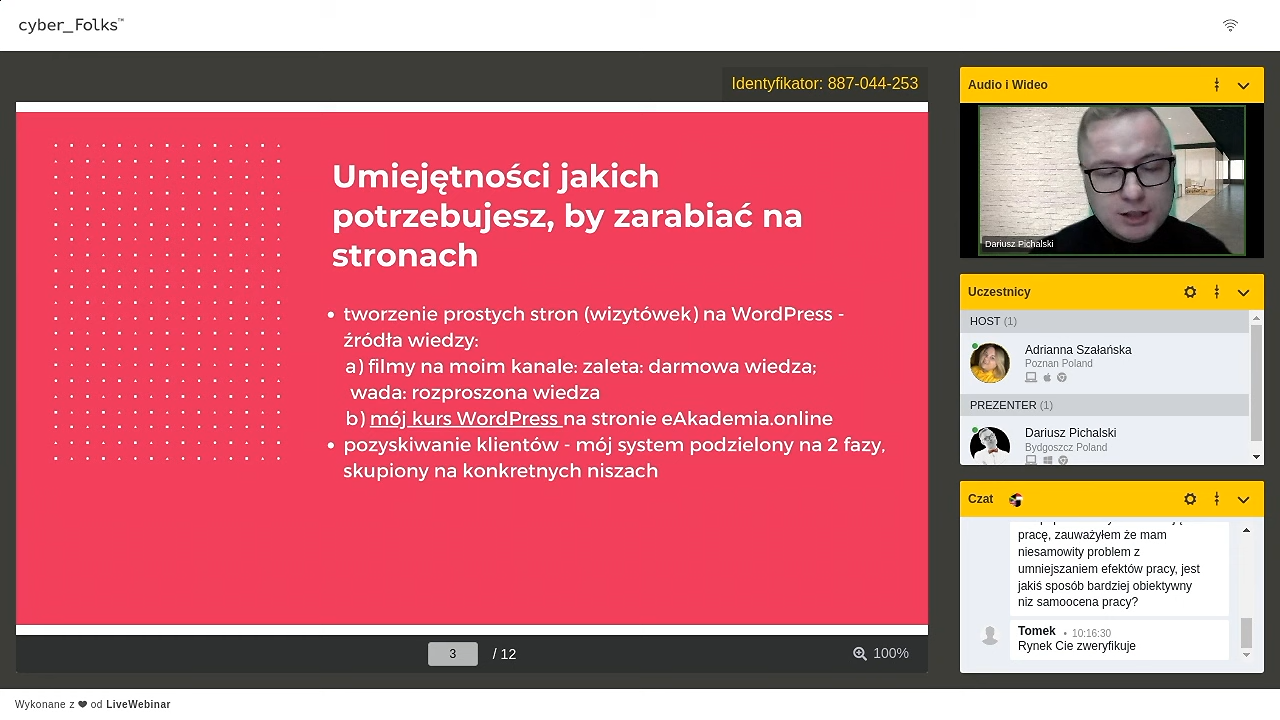 cyber_Folks™
Identyfikator: 887-044-253
Umiejętności jakich
potrzebujesz, by zarabiać na
stronach
• tworzenie prostych stron (wizytówek) na WordPress -
źródła wiedzy:
a) filmy na moim kanale: zaleta: darmowa wiedza;
wada: rozproszona wiedza
b) mój kurs WordPress na stronie eAkademia.online
• pozyskiwanie klientów - mój system podzielony na 2 fazy,
skupiony na konkretnych niszach
3 / 12
100%
Audio i Wideo
Dariusz Pichalski
Uczestnicy
HOST (1)
Adrianna Szałańska
Poznan Poland
PREZENTER (1)
Dariusz Pichalski
Bydgoszcz Poland
Czat
pracę, zauważyłem że mam
niesamowity problem z
umniejszaniem efektów pracy, jest
jakiś sposób bardziej obiektywny
niz samoocena pracy?
Tomek • 10:16:30
Rynek Cie zweryfikuje
Wykonane z ❤ od LiveWebinar